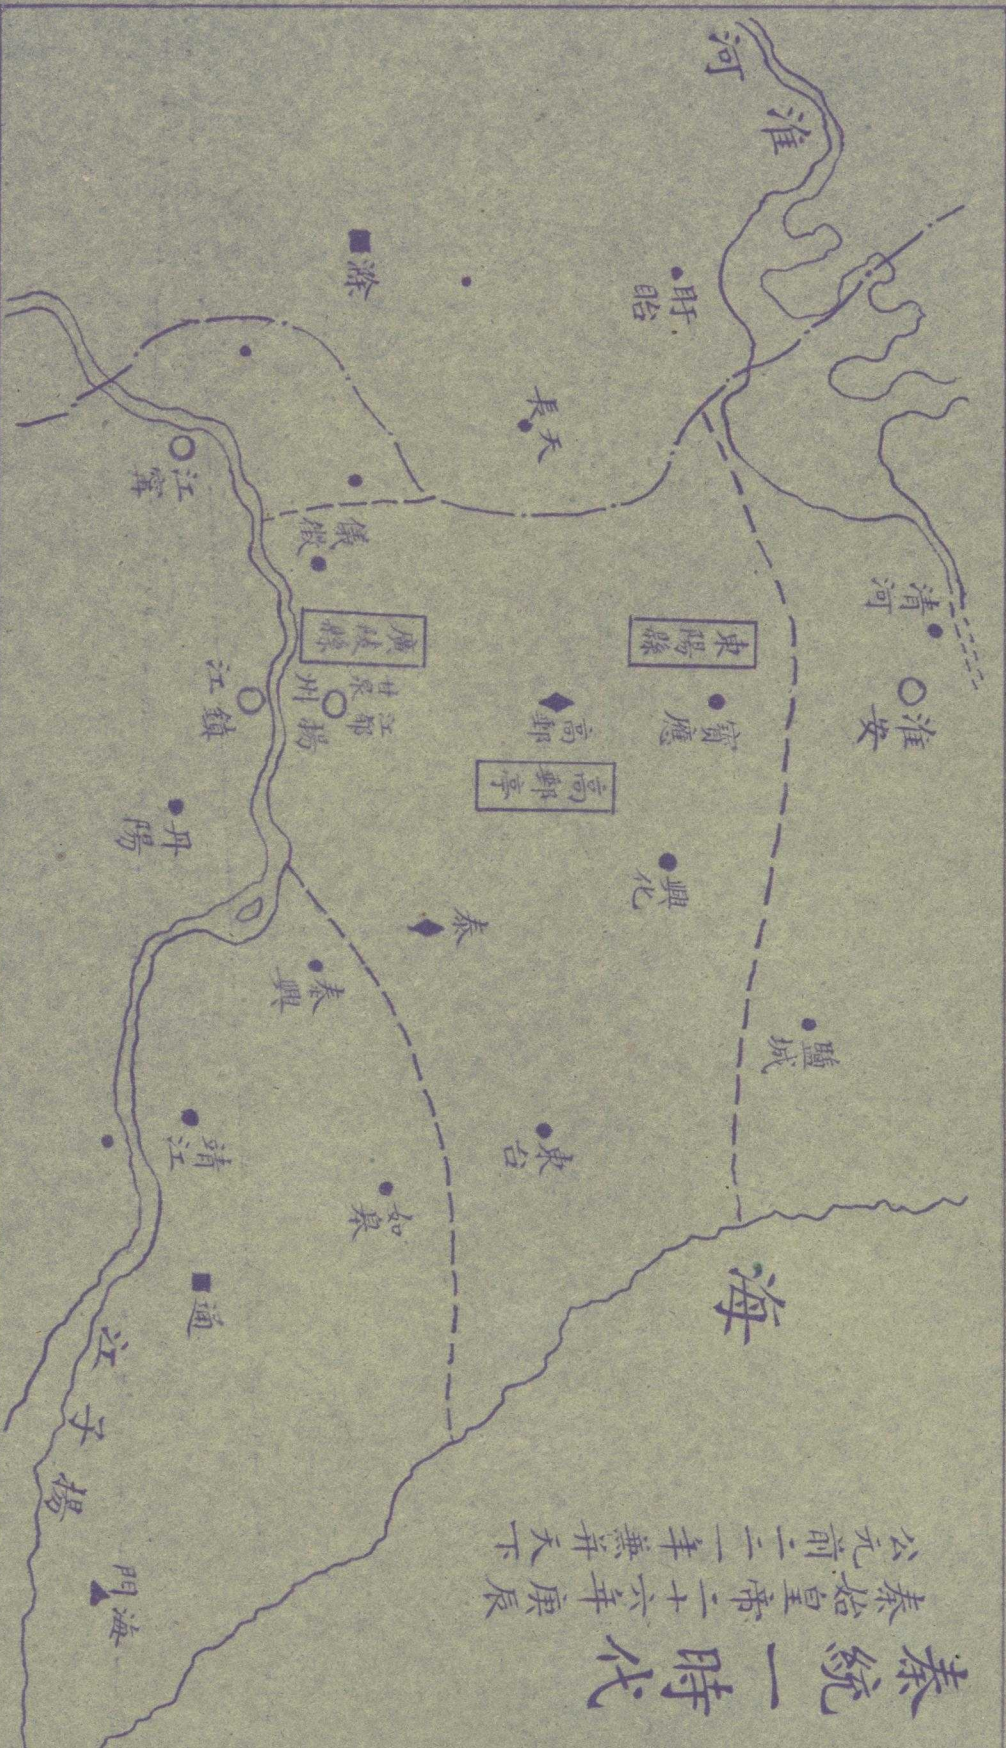 秦統一時代
秦始皇帝二十六年庚辰
公元前二二一年兼幷天下
海
淮河
揚子江
清河
淮安
盱眙
天長
滁
江寧
儀徵
東陽縣
寶應
高郵
高郵亭
廣陵縣
甘泉
江都
揚州
鎮江
丹陽
興化
鹽城
泰
泰興
東台
靖江
如皋
通
海門